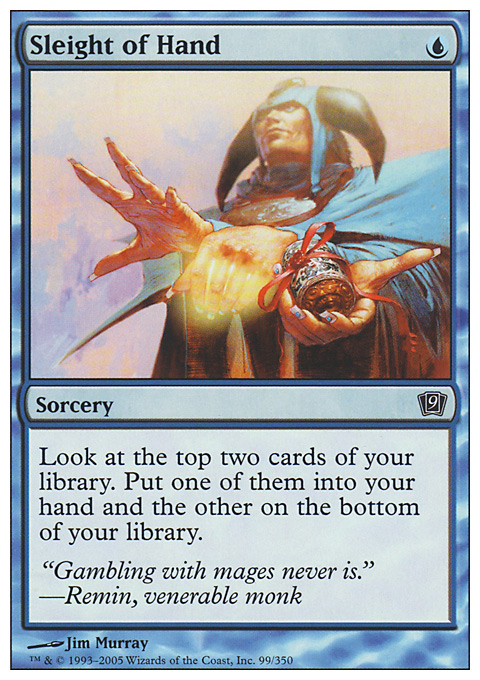 Sleight of Hand
Sorcery
9
Look at the top two cards of your
library. Put one of them into your
hand and the other on the bottom
of your library.
“Gambling with mages never is.”
—Remin, venerable monk
Jim Murray
™ & © 1993–2005 Wizards of the Coast, Inc. 99/350